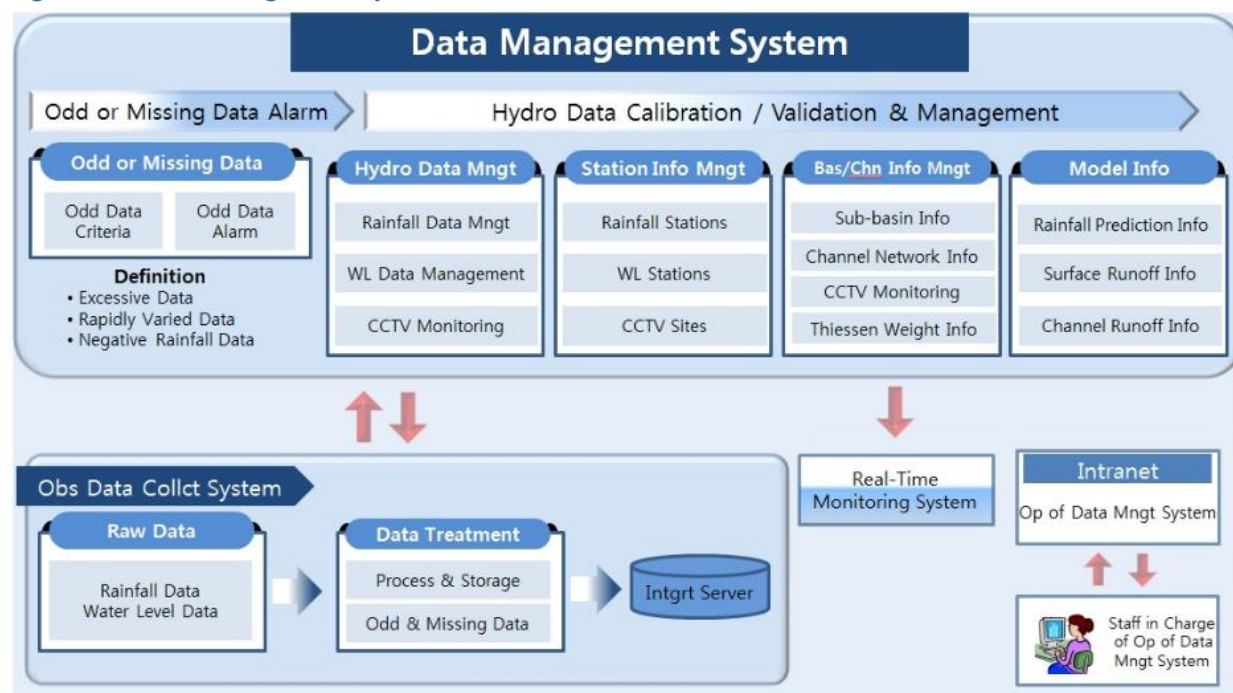 Data Management System
Odd or Missing Data Alarm
Hydro Data Calibration / Validation & Management
Odd or Missing Data
Odd Data
Criteria
Odd Data
Alarm
Definition
• Excessive Data
• Rapidly Varied Data
• Negative Rainfall Data
Hydro Data Mngt
Rainfall Data Mngt
WL Data Management
CCTV Monitoring
Station Info Mngt
Rainfall Stations
WL Stations
CCTV Sites
Bas/Chn Info Mngt
Sub-basin Info
Channel Network Info
CCTV Monitoring
Thiessen Weight Info
Model Info
Rainfall Prediction Info
Surface Runoff Info
Channel Runoff Info
Obs Data Collct System
Raw Data
Rainfall Data
Water Level Data
Data Treatment
Process & Storage
Odd & Missing Data
Intgrt Server
Real-Time
Monitoring System
Intranet
Op of Data Mngt System
Staff in Charge
of Op of Data
Mngt System